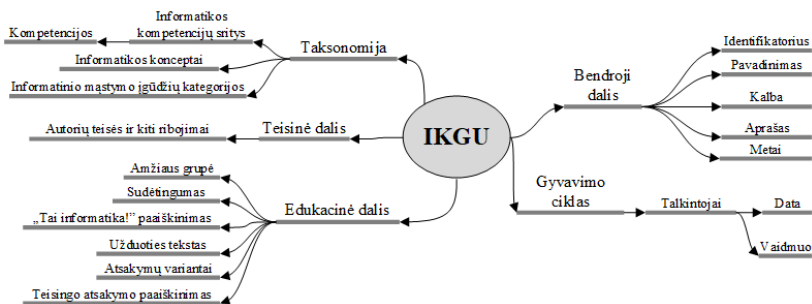 IKGU
Taksonomija
Informatikos
kompetencijų sritys
Kompetencijos
Informatikos konceptai
Informatinio mąstymo įgūdžių kategorijos
Teisinė dalis
Autorių teisės ir kiti ribojimai
Edukacinė dalis
Amžiaus grupė
Sudėtingumas
„Tai informatika!” paaiškinimas
Užduoties tekstas
Atsakymų variantai
Teisingo atsakymo paaiškinimas
Bendroji
dalis
Identifikatorius
Pavadinimas
Kalba
Aprašas
Metai
Gyvavimo
ciklas
Talkintojai
Data
Vaidmuo